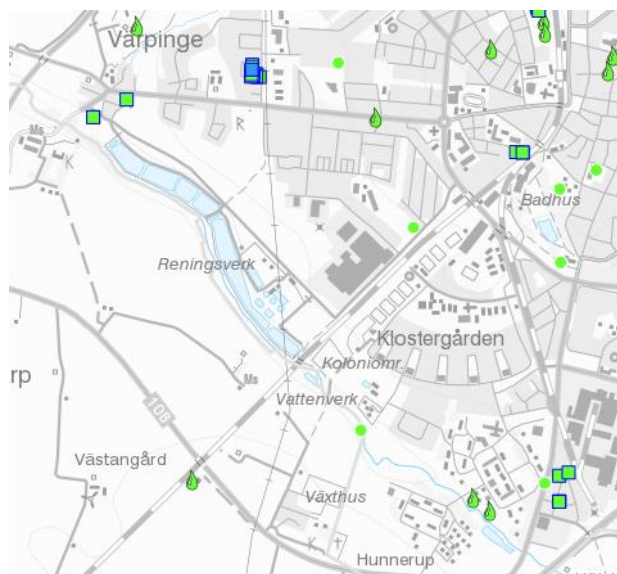 Värpinge
Ms
R
K
Badhus
Reningsverk
Klostergården
Koloniomr.
rp
Ms
Vattenverk
108
Västangård
Växthus
K
Hunnerup